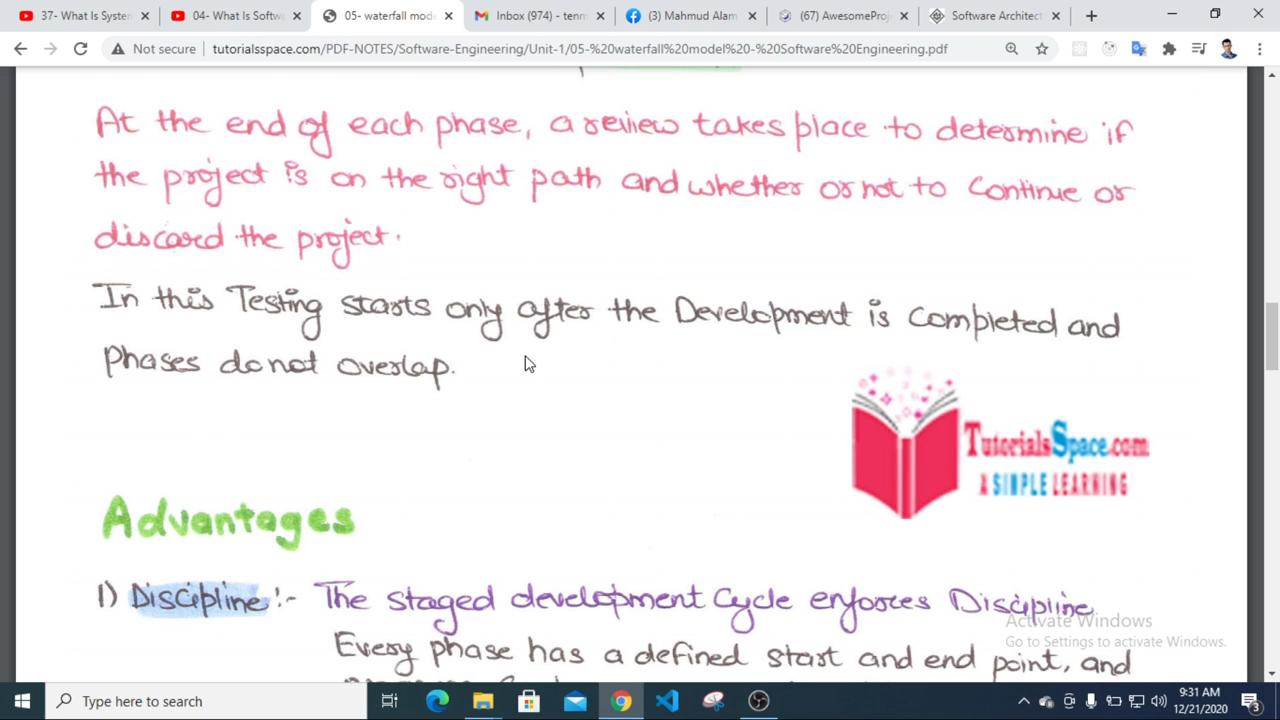 37- What Is System
04- What Is Softw
05- waterfall mode
Inbox (974) - tenm
(3) Mahmud Alam
(67) AwesomeProj
Software Architect
Not secure
tutorialsspace.com/PDF-NOTES/Software-Engineering/Unit-1/05-%20waterfall%20model%20-%20Software%20Engineering.pdf
At the end of each phase, a review takes place to determine if
the project is on the right path and whether or not to continue or
discard the project.
In this Testing starts only after the Development is completed and
phases do not overlap.
TutorialsSpace.com
A SIMPLE LEARNING
Advantages
1) Discipline :- The staged development cycle enforces Discipline
Every phase has a defined start and end point, and
Activate Windows
Go to Settings to activate Windows.
Type here to search
9:31 AM
12/21/2020
3